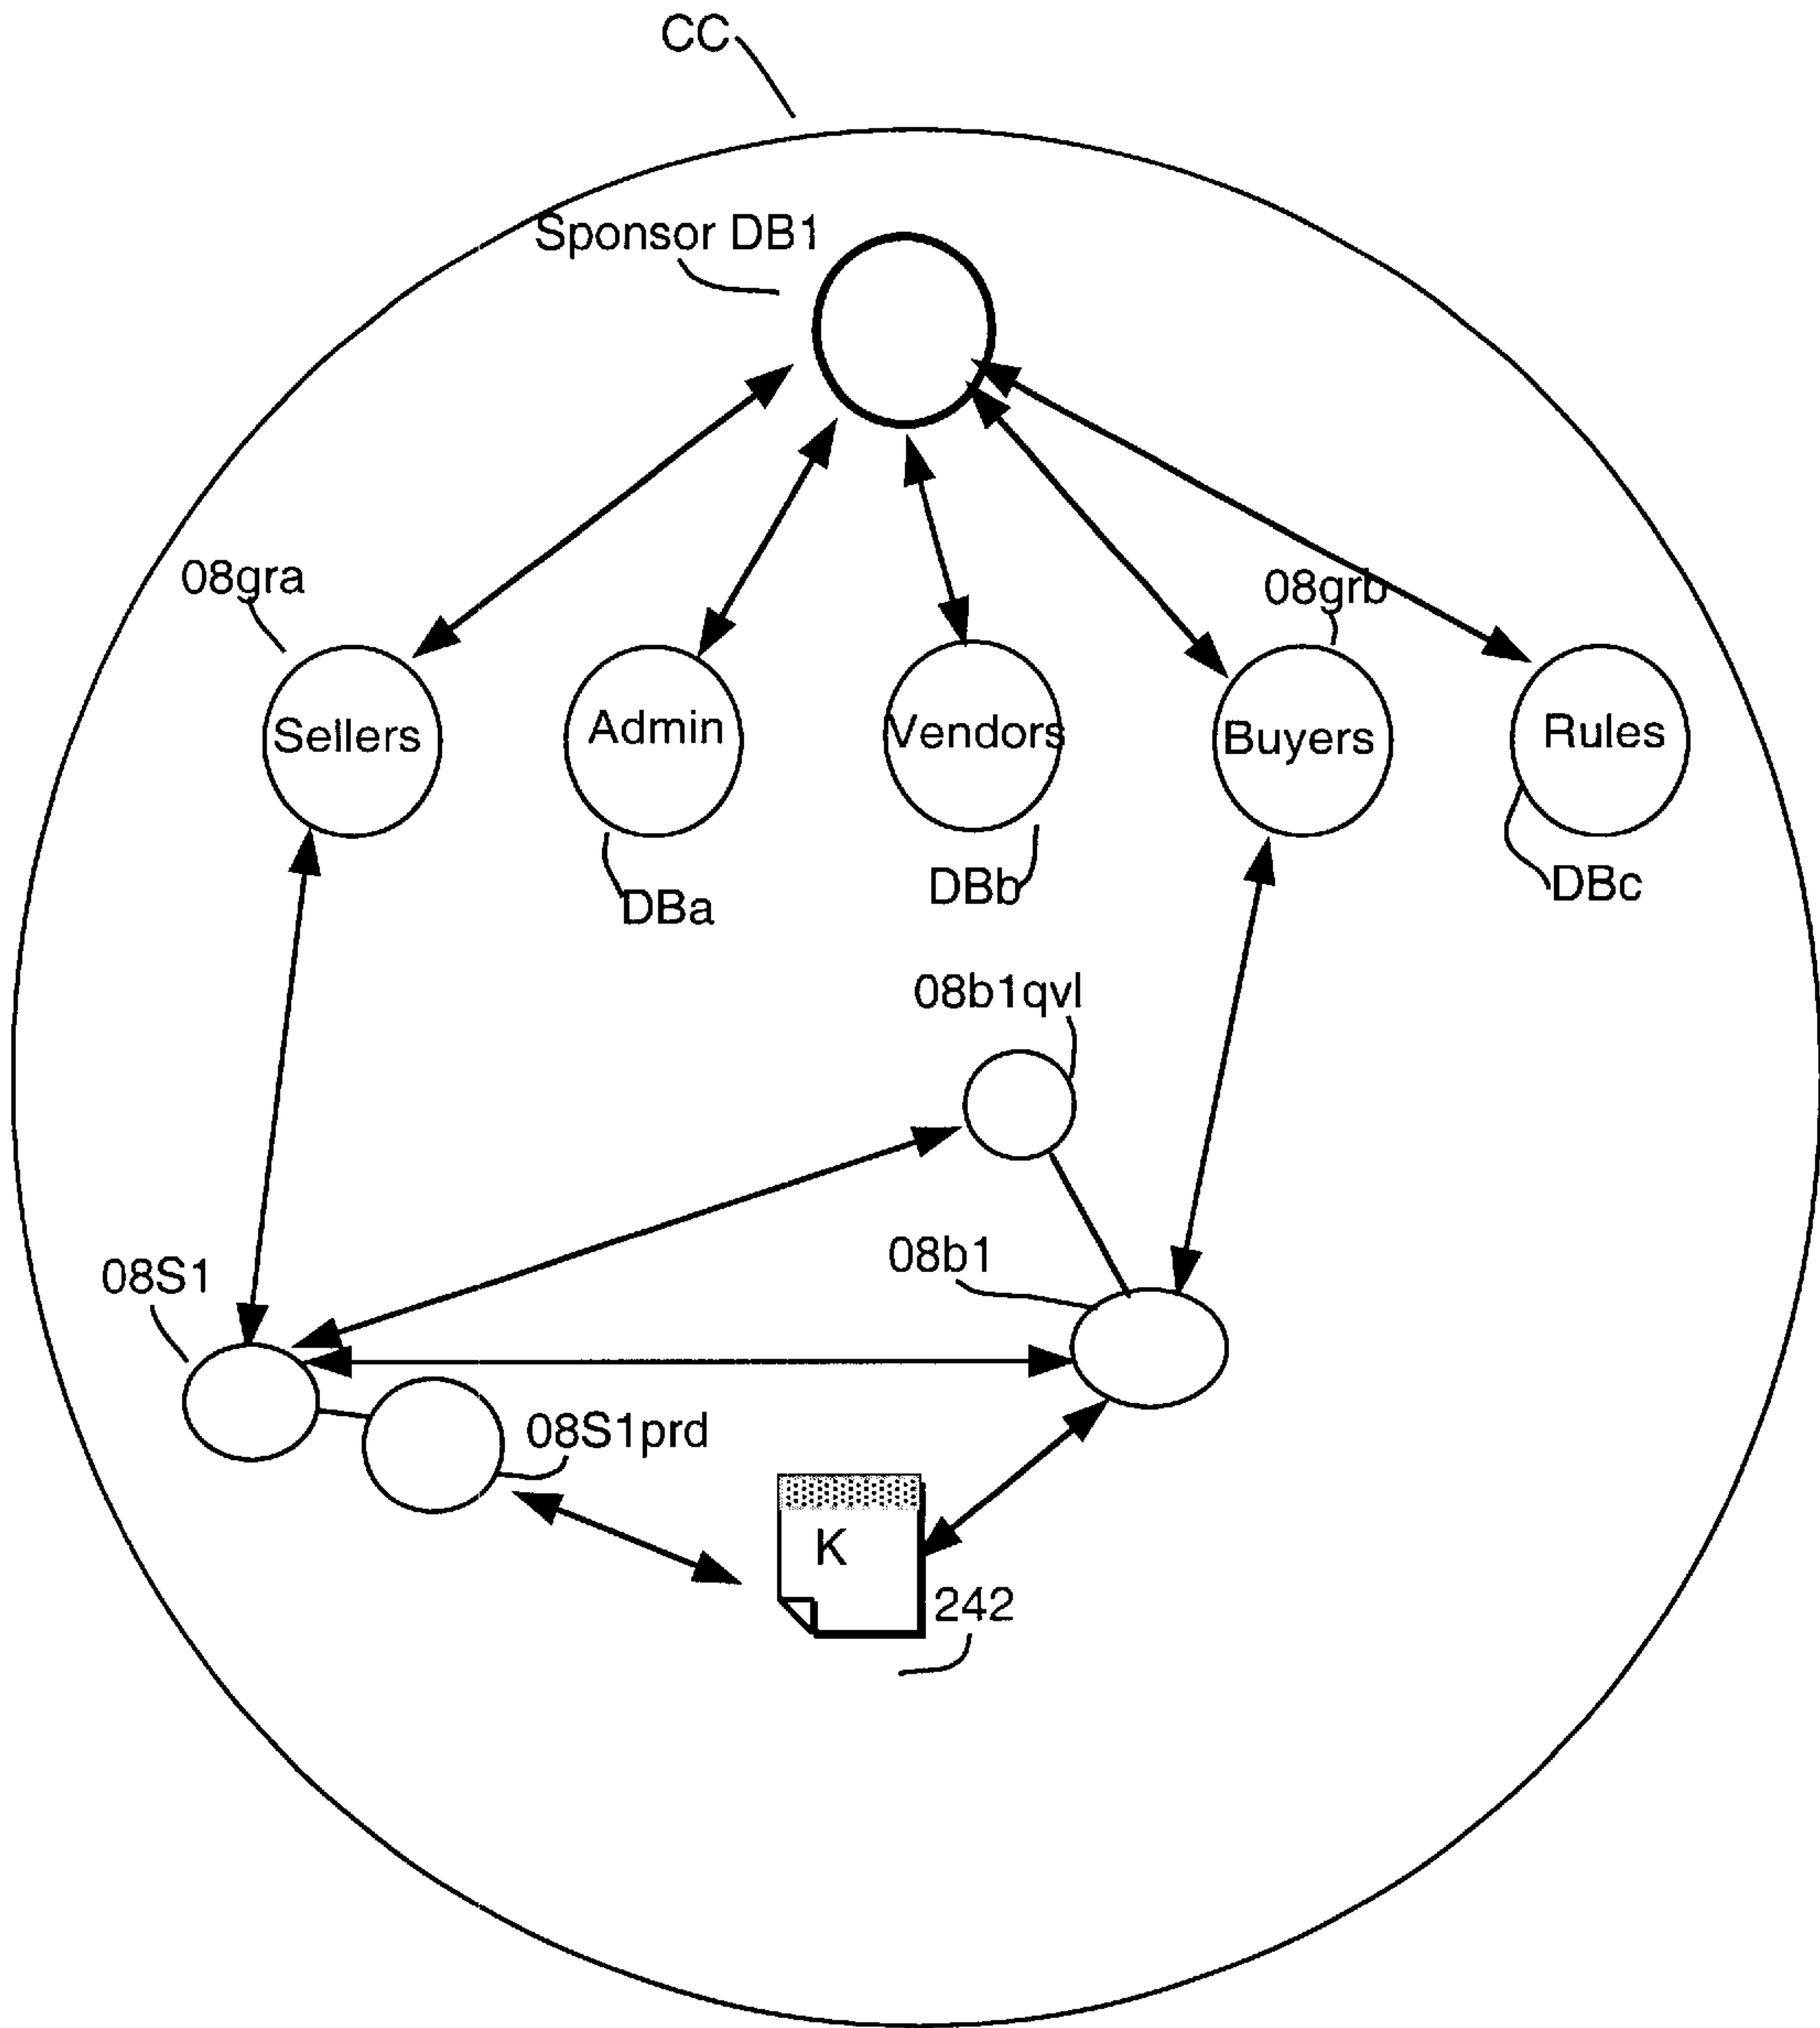 CC
Sponsor DB1
08gra
08grb
Sellers
Admin
Vendors
Buyers
Rules
DBa
DBb
DBc
08b1qvl
08b1
08S1
08S1prd
K
242